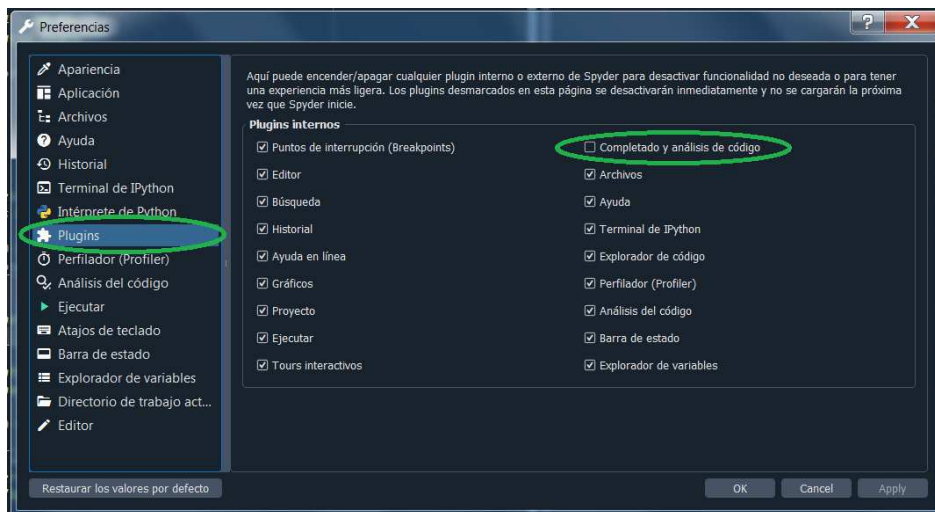 Preferencias
Apariencia
Aplicación
Archivos
Ayuda
Historial
Terminal de IPython
Intérprete de Python
Plugins
Perfilador (Profiler)
Análisis del código
Ejecutar
Atajos de teclado
Barra de estado
Explorador de variables
Directorio de trabajo act...
Editor
Aquí puede encender/apagar cualquier plugin interno o externo de Spyder para desactivar funcionalidad no deseada o para tener
una experiencia más ligera. Los plugins desmarcados en esta página se desactivarán inmediatamente y no se cargarán la próxima
vez que Spyder inicie.
Plugins internos
Puntos de interrupción (Breakpoints)
Completado y análisis de código
Editor
Archivos
Búsqueda
Ayuda
Historial
Terminal de IPython
Ayuda en línea
Explorador de código
Gráficos
Perfilador (Profiler)
Proyecto
Análisis del código
Ejecutar
Barra de estado
Tours interactivos
Explorador de variables
Restaurar los valores por defecto
OK
Cancel
Apply